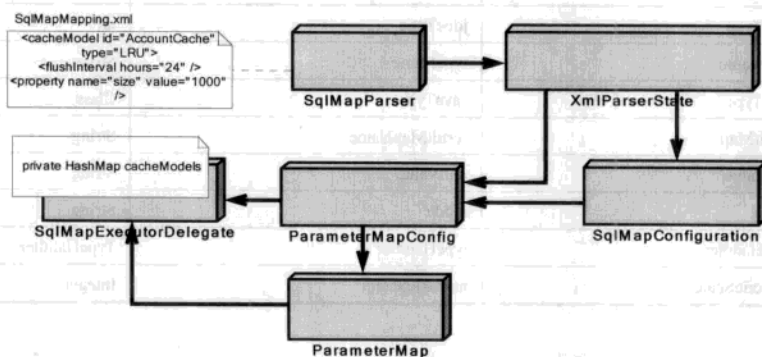 SqlMapMapping.xml
<cacheModel id="AccountCache"
type="LRU">
<flushInterval hours="24" />
<property name="size" value="1000"
/>
SqlMapParser
XmlParserState
private HashMap cacheModels
SqlMapExecutorDelegate
ParameterMapConfig
SqlMapConfiguration
ParameterMap